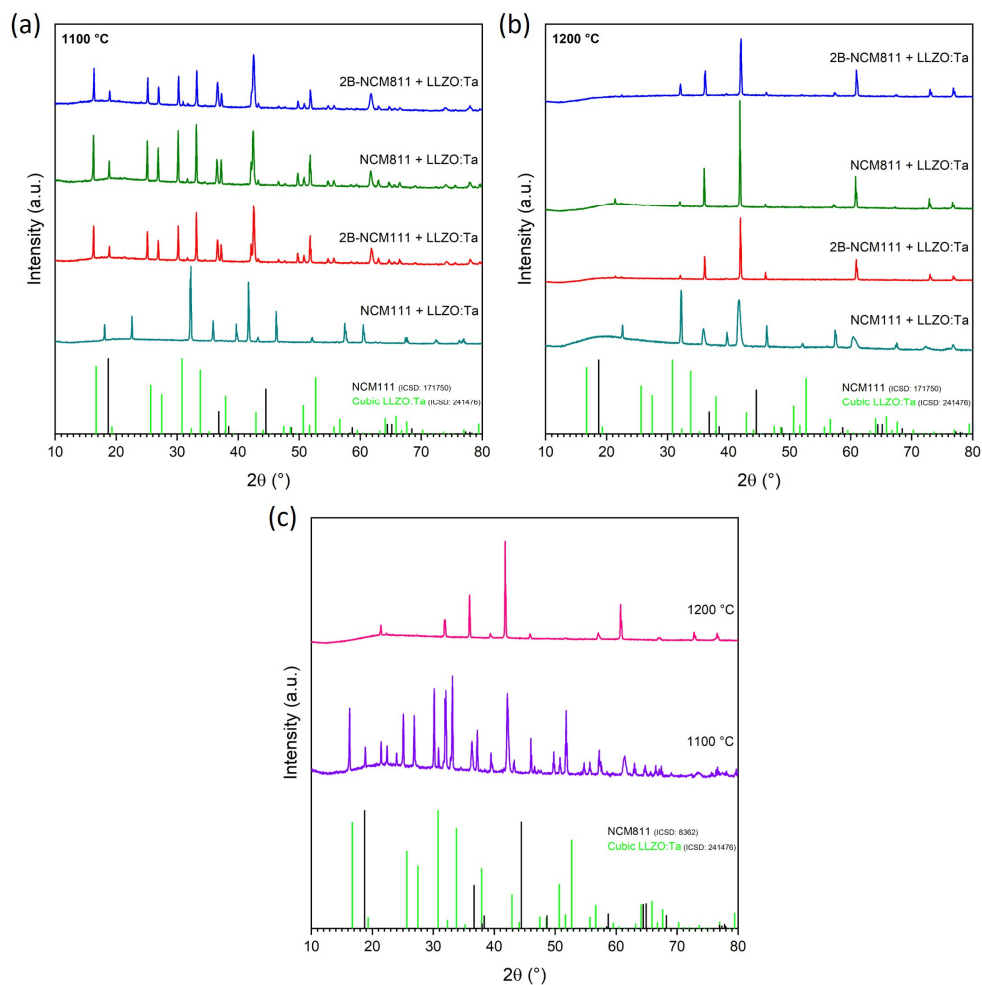 (a)
1100 °C
2B-NCM811 + LLZO:Ta
NCM811 + LLZO:Ta
2B-NCM111 + LLZO:Ta
NCM111 + LLZO:Ta
NCM111 (ICSD: 171750)
Cubic LLZO:Ta (ICSD: 241476)
Intensity (a.u.)
10 20 30 40 50 60 70 80
2θ (°)
(b)
1200 °C
2B-NCM811 + LLZO:Ta
NCM811 + LLZO:Ta
2B-NCM111 + LLZO:Ta
NCM111 + LLZO:Ta
NCM111 (ICSD: 171750)
Cubic LLZO:Ta (ICSD: 241476)
Intensity (a.u.)
10 20 30 40 50 60 70 80
2θ (°)
(c)
1200 °C
1100 °C
NCM811 (ICSD: 8362)
Cubic LLZO:Ta (ICSD: 241476)
Intensity (a.u.)
10 20 30 40 50 60 70 80
2θ (°)